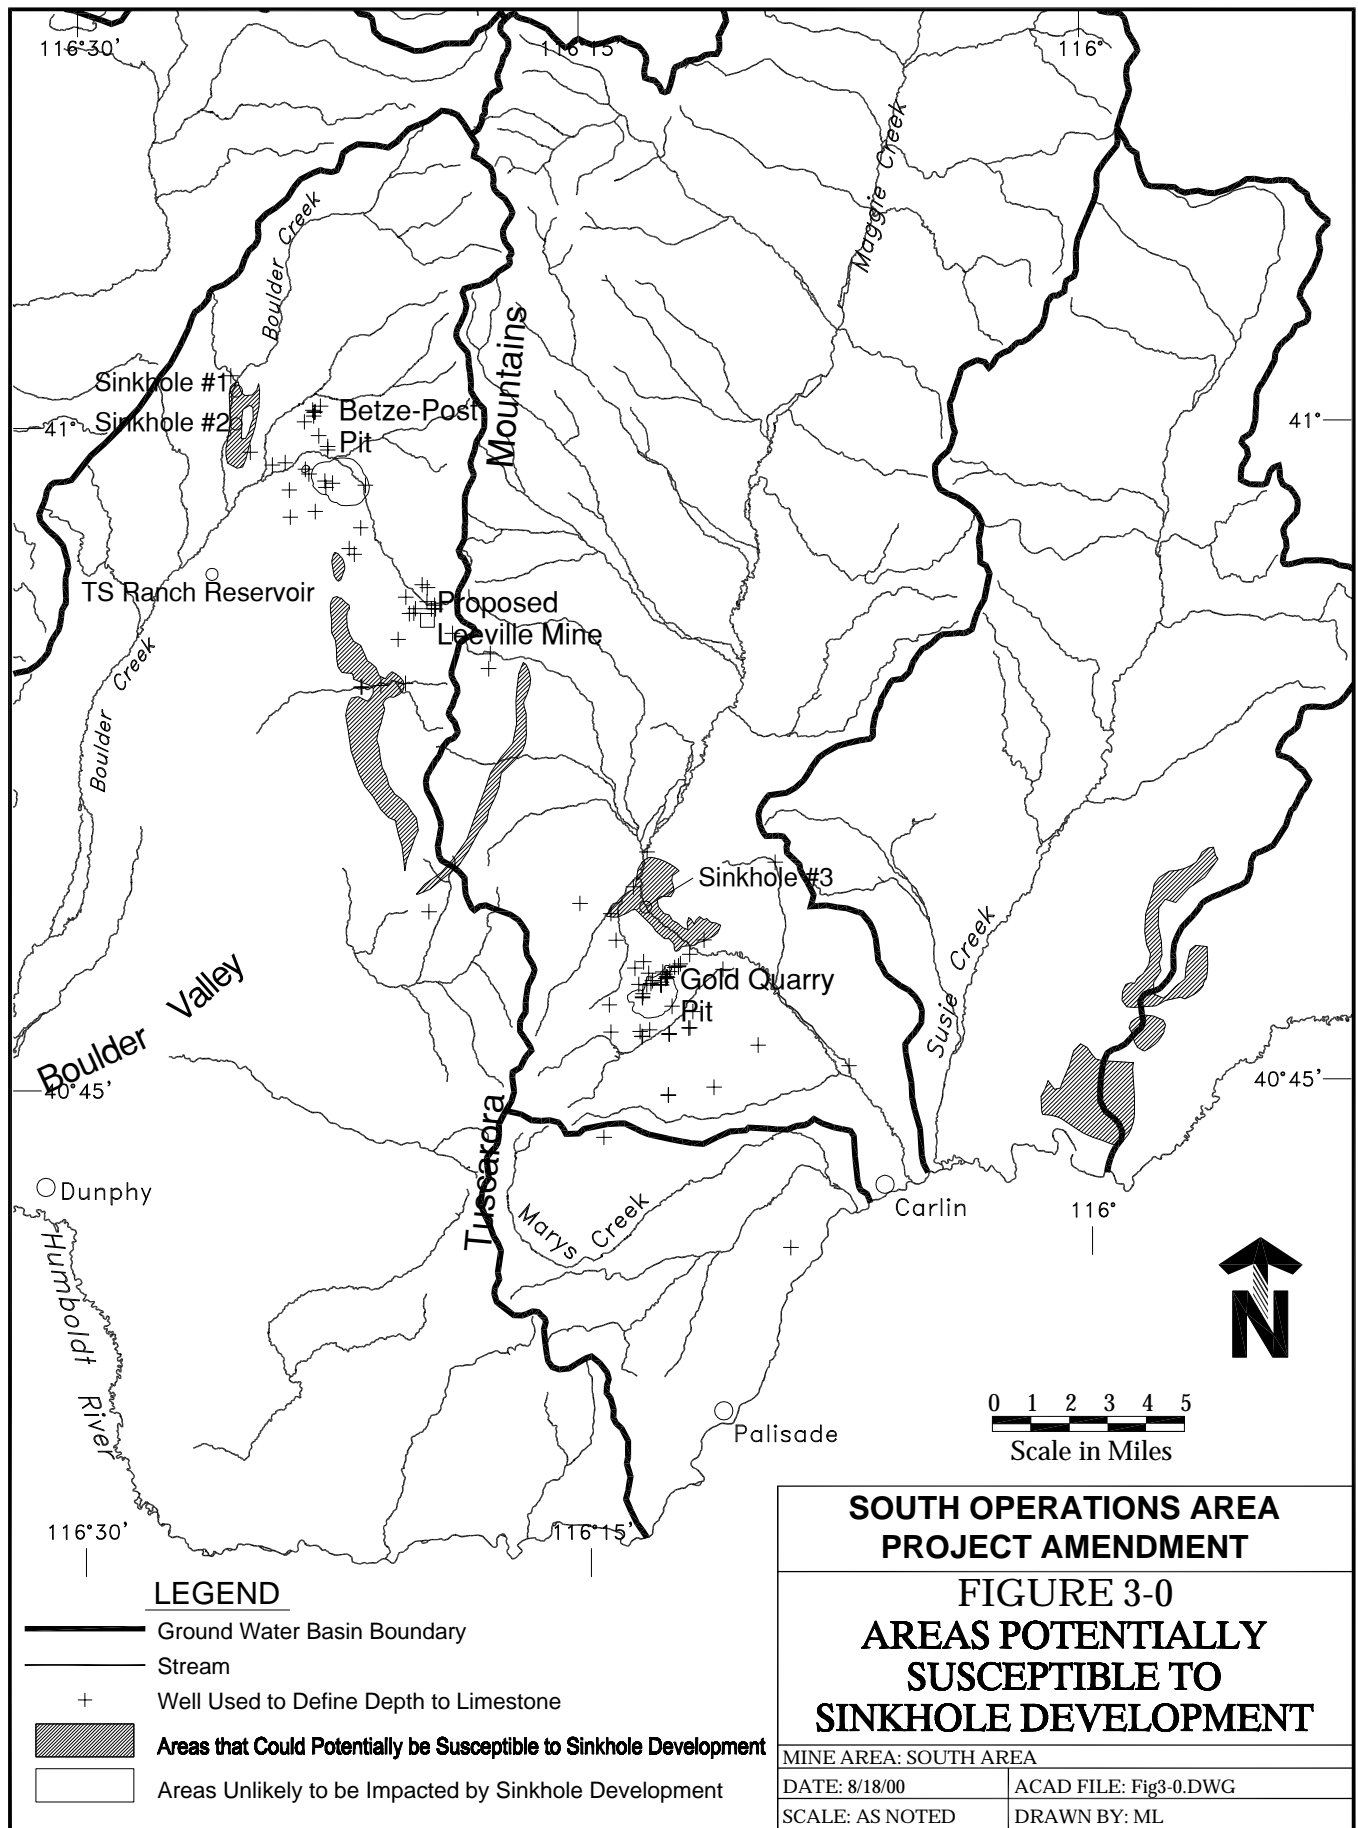 116°30'
116°15'
116°
Maggie Creek
Boulder Creek
Mountains
Sinkhole #1
Sinkhole #2
Betze-Post
Pit
41°
41°
TS Ranch Reservoir
Proposed
Leeville Mine
Boulder Creek
Sinkhole #3
Boulder Valley
Gold Quarry
Pit
Susie Creek
40°45'
40°45'
Tuscarora
Dunphy
Marys Creek
Carlin
116°
Humboldt River
N
Palisade
0 1 2 3 4 5
Scale in Miles
116°30'
116°15'
LEGEND
Ground Water Basin Boundary
Stream
Well Used to Define Depth to Limestone
Areas that Could Potentially be Susceptible to Sinkhole Development
Areas Unlikely to be Impacted by Sinkhole Development
SOUTH OPERATIONS AREA
PROJECT AMENDMENT
FIGURE 3-0
AREAS POTENTIALLY
SUSCEPTIBLE TO
SINKHOLE DEVELOPMENT
MINE AREA: SOUTH AREA
DATE: 8/18/00
ACAD FILE: Fig3-0.DWG
SCALE: AS NOTED
DRAWN BY: ML